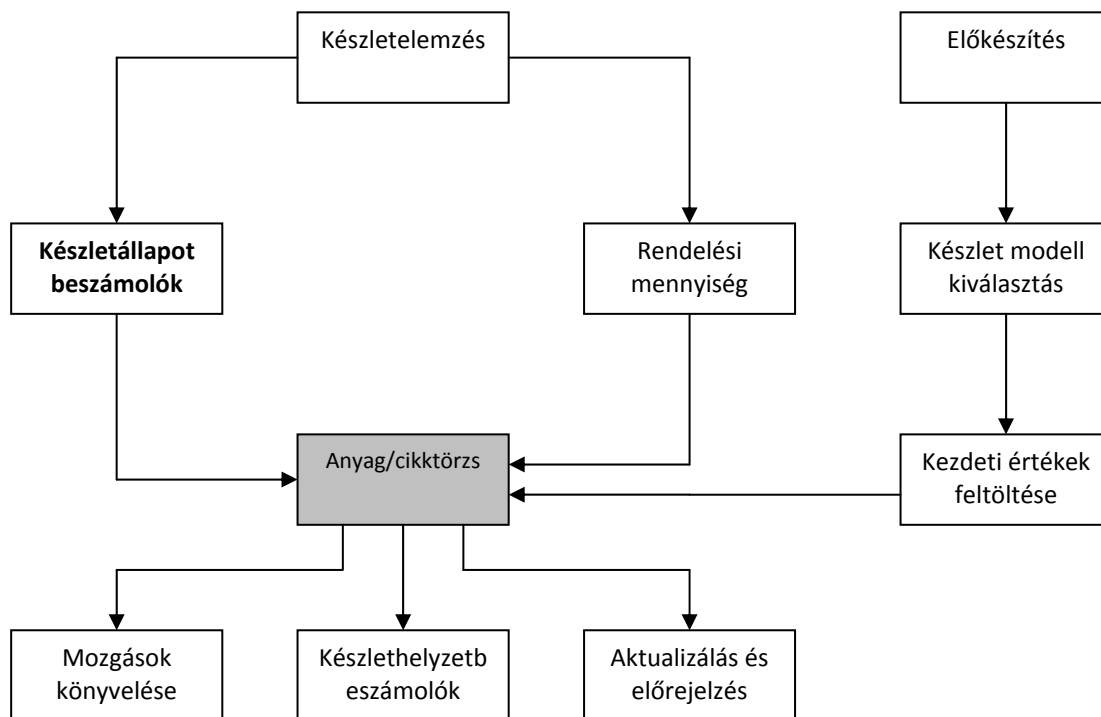 Készletelemzés
Előkészítés
Készletállapot
beszámolók
Rendelési
mennyiség
Készlet modell
kiválasztás
Anyag/cikktörzs
Kezdeti értékek
feltöltése
Mozgások
könyvelése
Készlethelyzetb
eszámolók
Aktualizálás és
előrejelzés